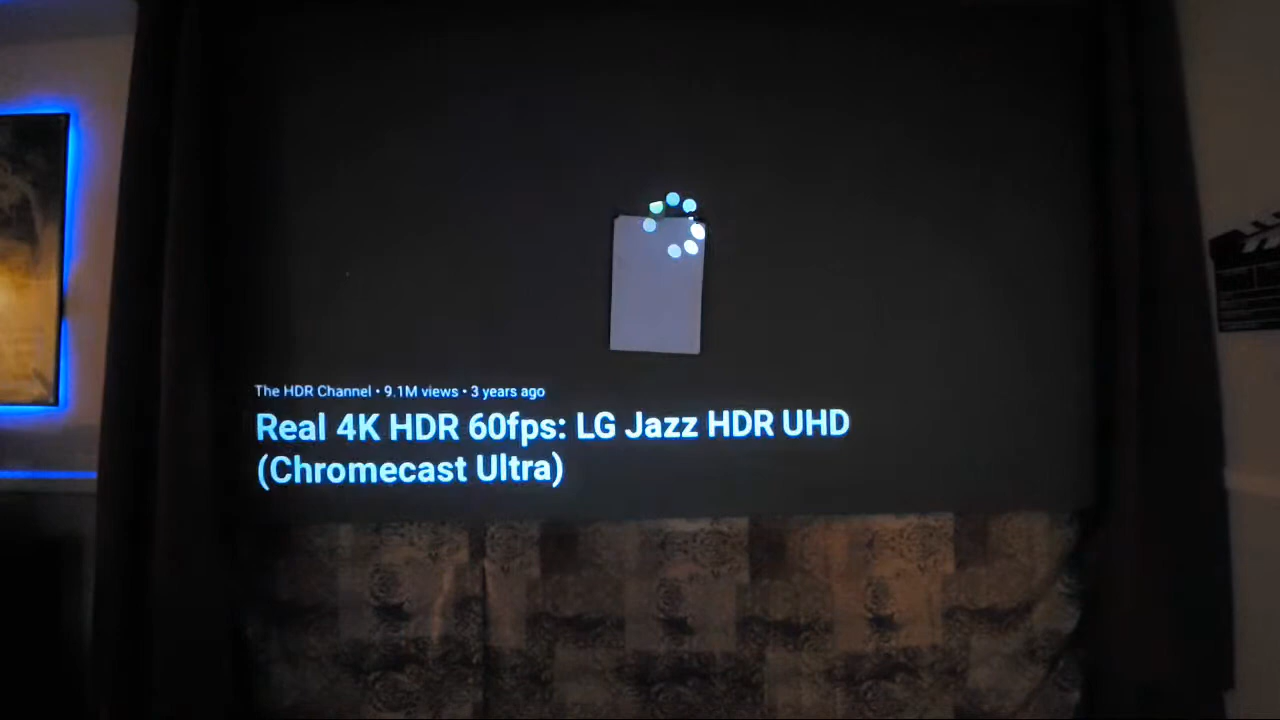 The HDR Channel • 9.1M views • 3 years ago
Real 4K HDR 60fps: LG Jazz HDR UHD
(Chromecast Ultra)